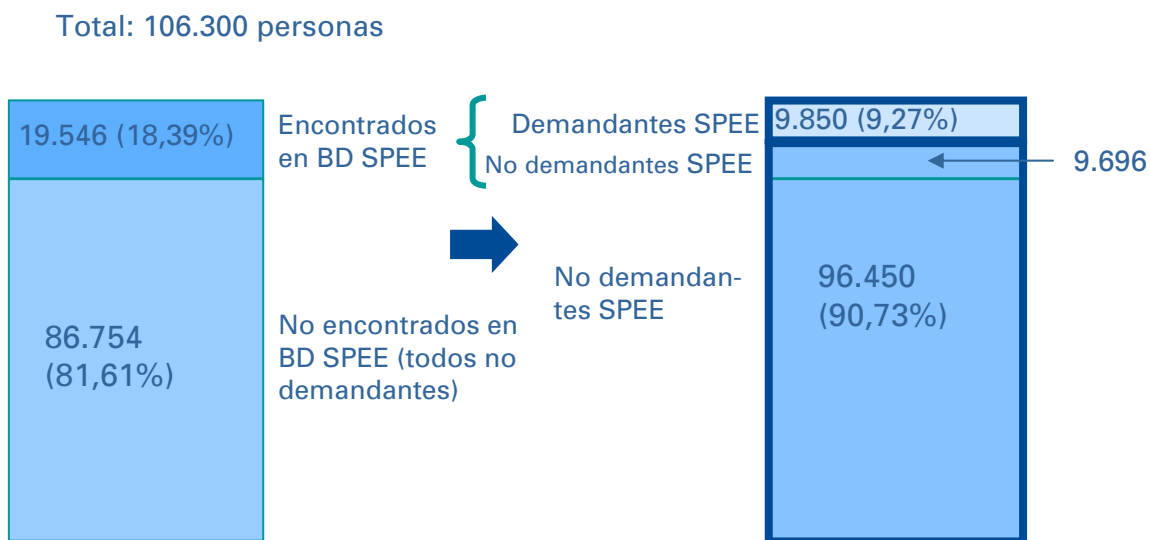 Total: 106.300 personas
19.546 (18,39%)
Encontrados
en BD SPEE
Demandantes SPEE
No demandantes SPEE
9.850 (9,27%)
9.696
86.754
(81,61%)
No encontrados en
BD SPEE (todos no
demandantes)
No demandan-
tes SPEE
96.450
(90,73%)